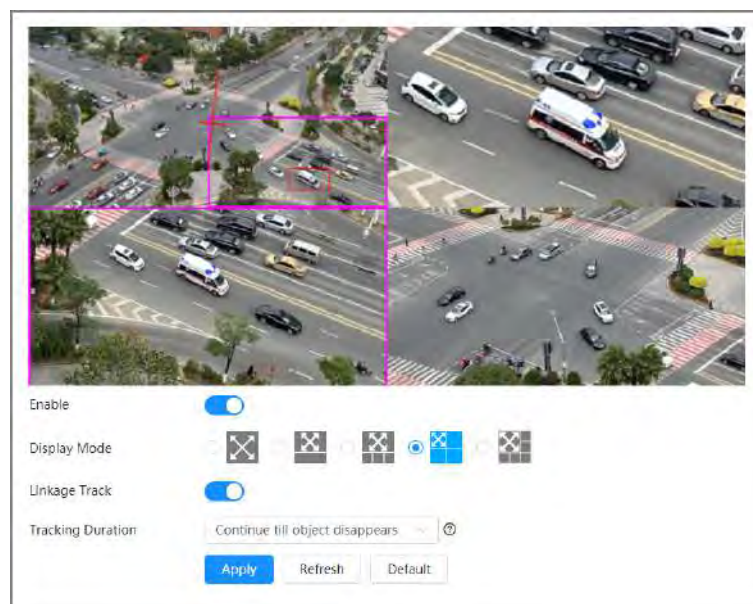 Enable
Display Mode
Linkage Track
Tracking Duration
Continue till object disappears
Apply
Refresh
Default